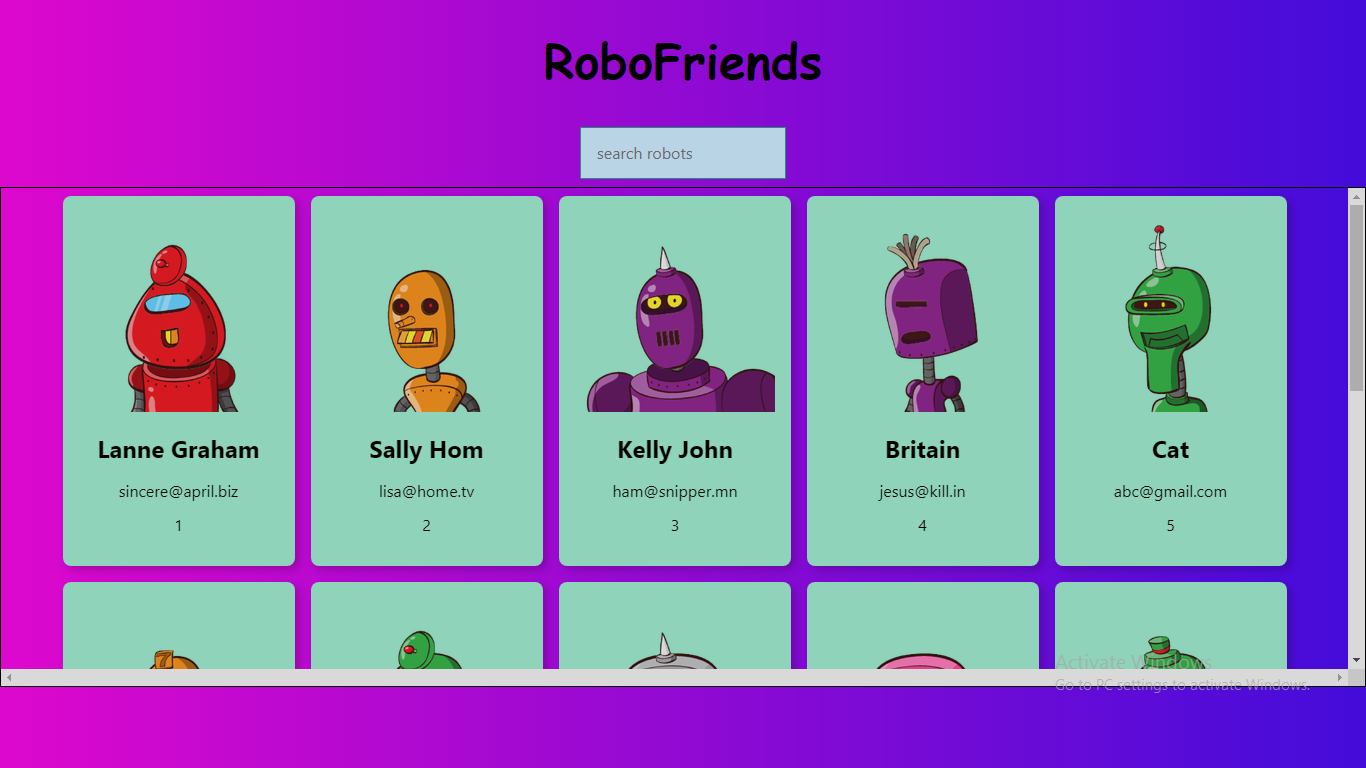 RoboFriends
search robots
Lanne Graham
sincere@april.biz
1
Sally Hom
lisa@home.tv
2
Kelly John
ham@snipper.mn
3
Britain
jesus@kill.in
4
Cat
abc@gmail.com
5
7
Activate Windows
Go to PC settings to activate Windows.